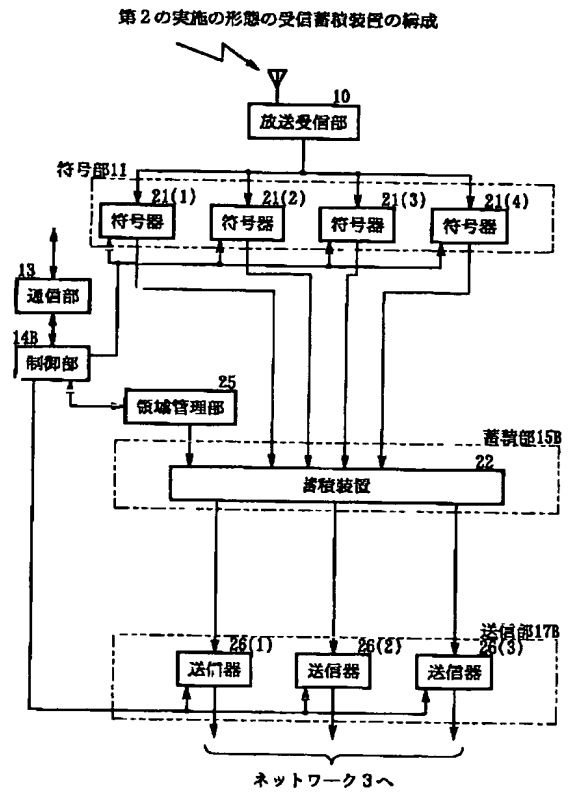 第２の実施の形態の受信蓄積装置の構成
10
放送受信部
符号部11
21(1)
21(2)
21(3)
21(4)
符号器
符号器
符号器
符号器
13
通信部
14B
制御部
25
領域管理部
蓄積部15B
22
蓄積装置
送信部17B
26(1)
26(2)
26(3)
送信器
送信器
送信器
ネットワーク３へ